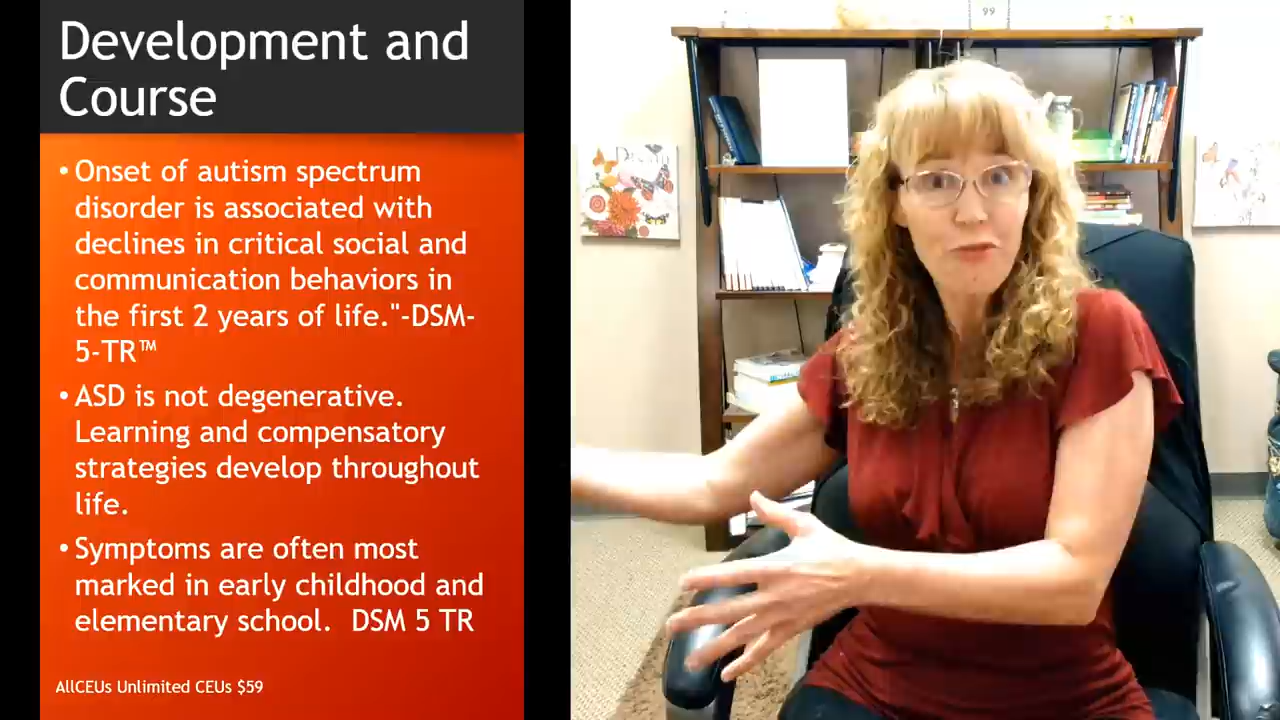 Development and
Course
• Onset of autism spectrum
disorder is associated with
declines in critical social and
communication behaviors in
the first 2 years of life."-DSM-
5-TR™
• ASD is not degenerative.
Learning and compensatory
strategies develop throughout
life.
• Symptoms are often most
marked in early childhood and
elementary school.  DSM 5 TR
AllCEUs Unlimited CEUs $59
99